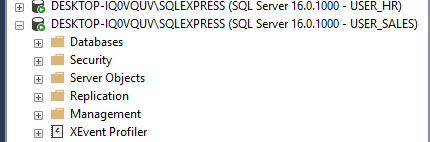 DESKTOP-IQ0VQUV\SQLEXPRESS (SQL Server 16.0.1000 - USER_HR)
DESKTOP-IQ0VQUV\SQLEXPRESS (SQL Server 16.0.1000 - USER_SALES)
Databases
Security
Server Objects
Replication
Management
XEvent Profiler